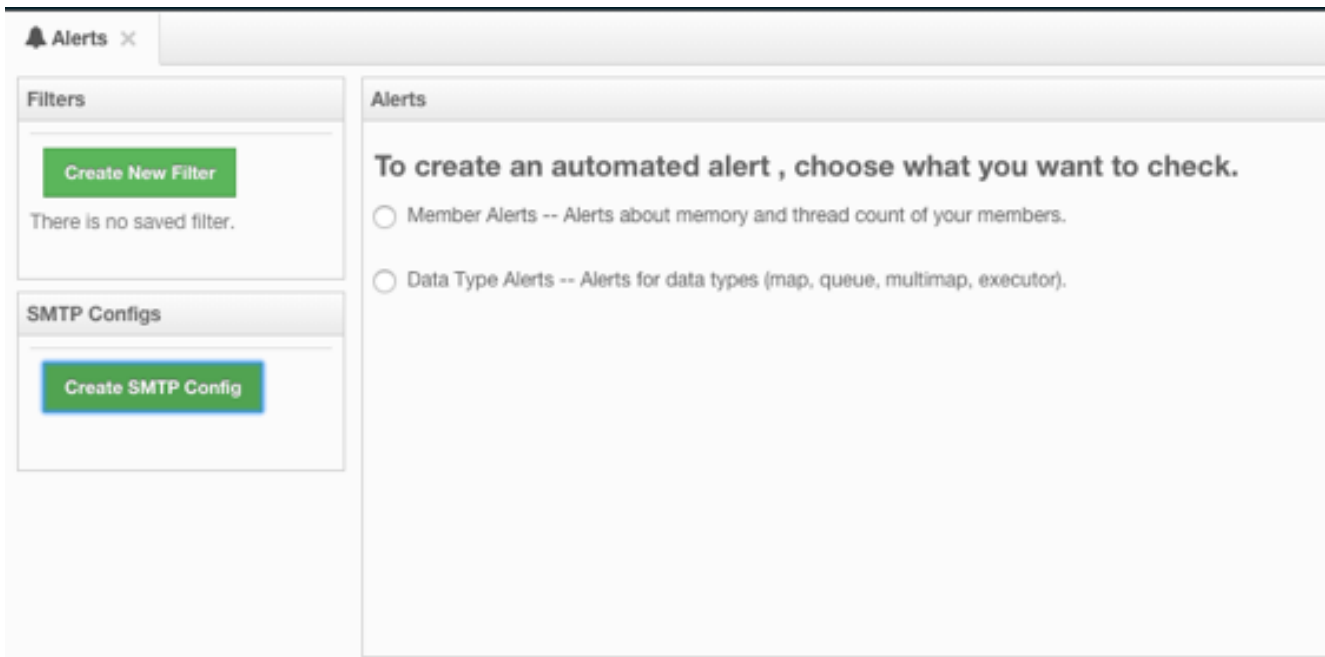 Alerts
Filters
Create New Filter
There is no saved filter.
SMTP Configs
Create SMTP Config
Alerts
To create an automated alert , choose what you want to check.
Member Alerts -- Alerts about memory and thread count of your members.
Data Type Alerts -- Alerts for data types (map, queue, multimap, executor).